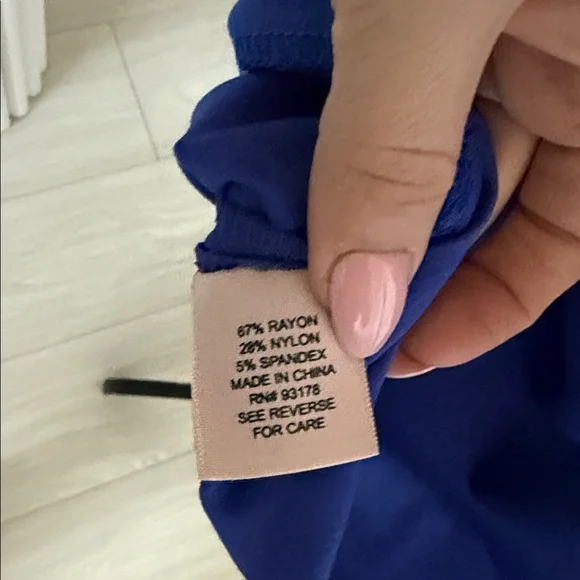 67% RAYON
28% NYLON
5% SPANDEX
MADE IN CHINA
RN# 93178
SEE REVERSE
FOR CARE